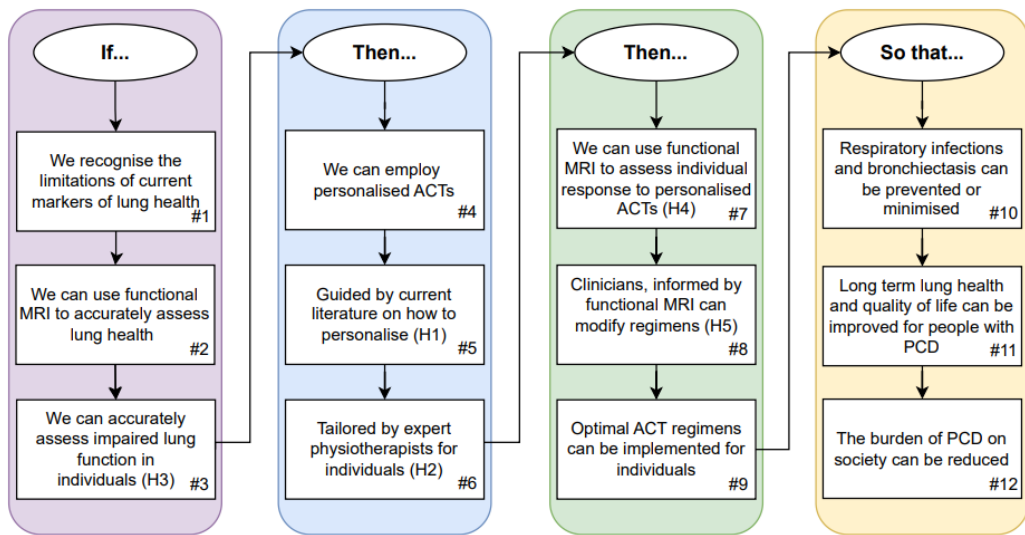 If...
We recognise the
limitations of current
markers of lung health
#1
We can use functional
MRI to accurately assess
lung health
#2
We can accurately
assess impaired lung
function in
individuals (H3)
#3
Then...
We can employ
personalised ACTs
#4
Guided by current
literature on how to
personalise (H1)
#5
Tailored by expert
physiotherapists for
individuals (H2)
#6
Then...
We can use functional
MRI to assess individual
response to personalised
ACTs (H4)
#7
Clinicians, informed by
functional MRI can
modify regimens (H5)
#8
Optimal ACT regimens
can be implemented for
individuals
#9
So that...
Respiratory infections
and bronchiectasis can
be prevented or
minimised
#10
Long term lung health
and quality of life can be
improved for people with
PCD
#11
The burden of PCD on
society can be reduced
#12